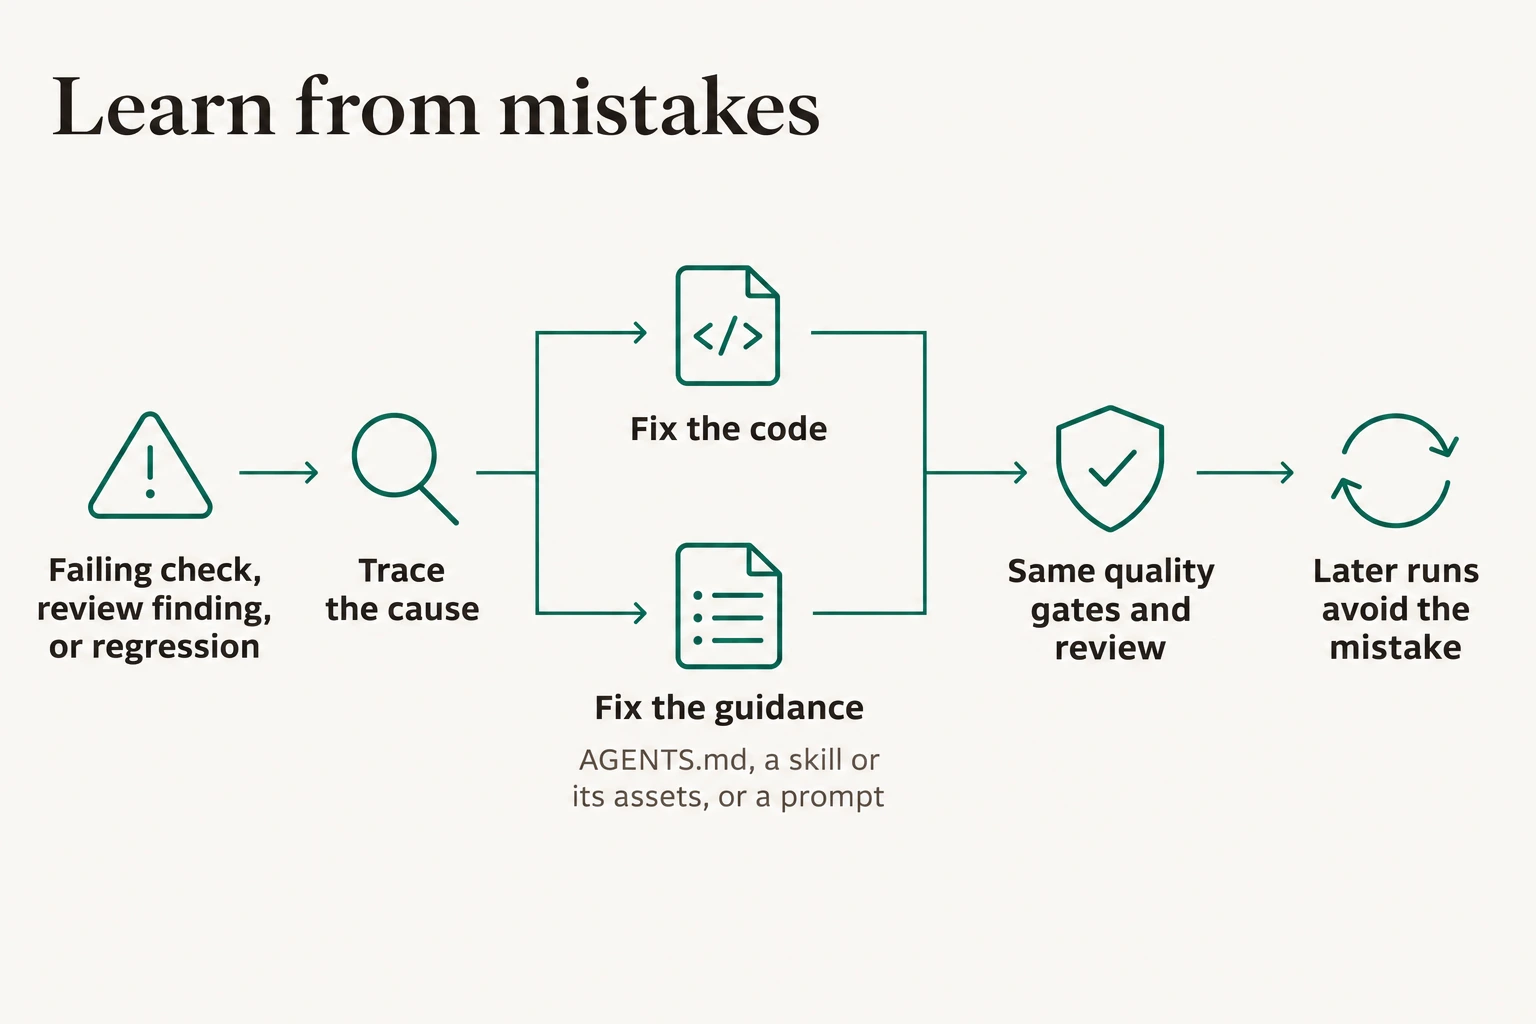 Learn from mistakes
Failing check,
review finding,
or regression
Trace
the cause
</>
Fix the code
Fix the guidance
AGENTS.md, a skill or
its assets, or a prompt
Same quality
gates and
review
Later runs
avoid the
mistake